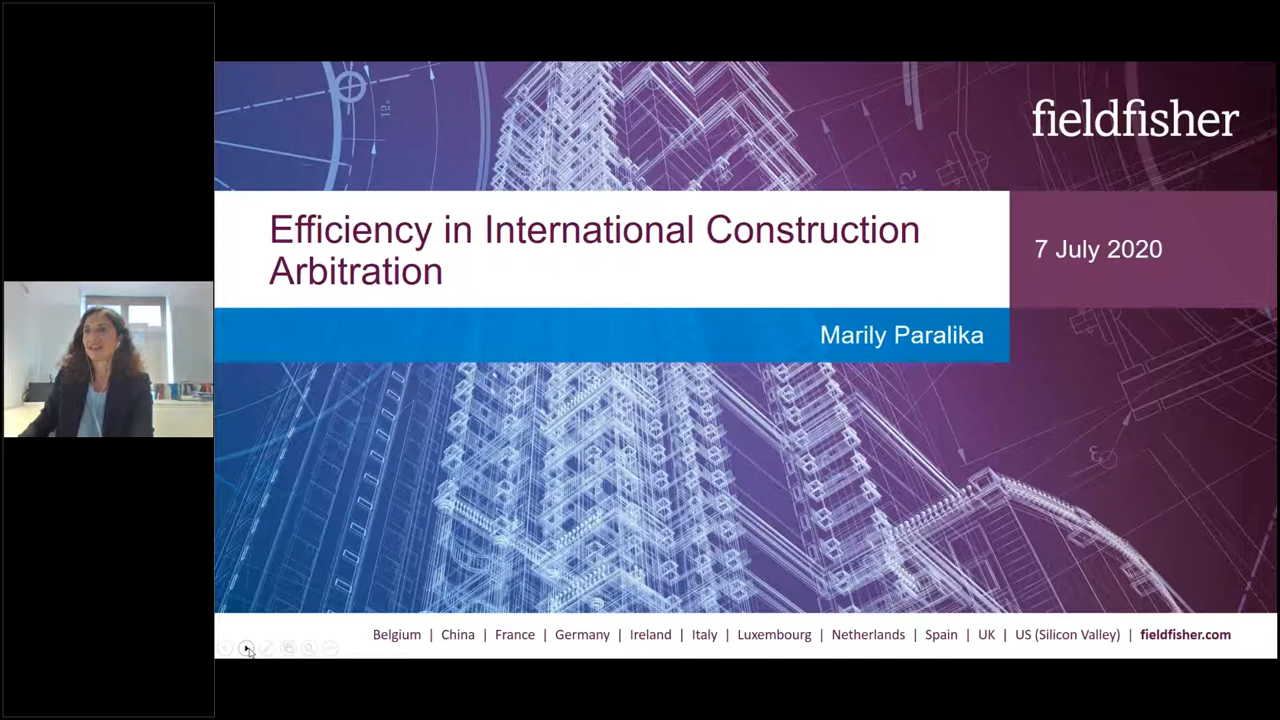 fieldfisher
Efficiency in International Construction
Arbitration
7 July 2020
Marily Paralika
Belgium | China | France | Germany | Ireland | Italy | Luxembourg | Netherlands | Spain | UK | US (Silicon Valley) | fieldfisher.com